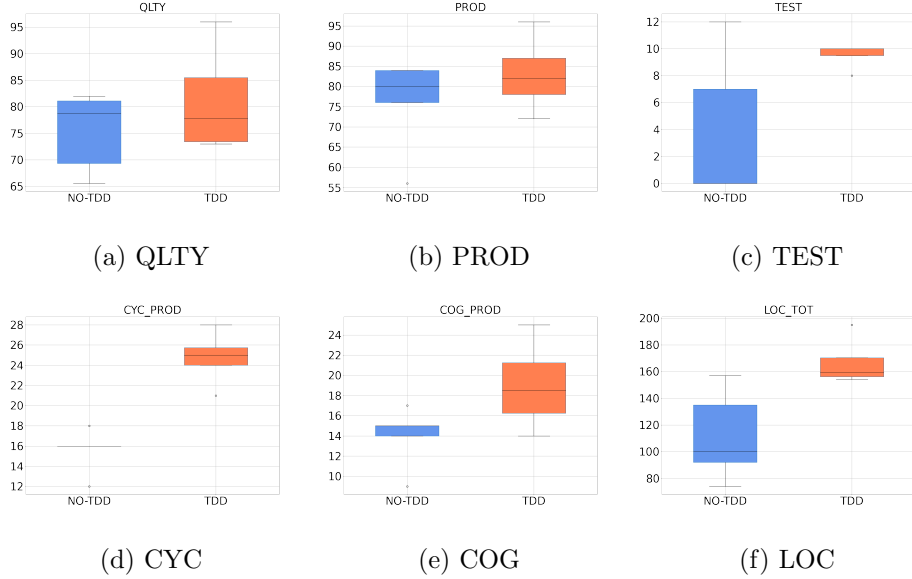 QLTY PROD TEST
95 95 12
90 90 10
85 85 8
80 80 6
75 75 4
70 70 2
65 65 0
60
55
NO-TDD TDD NO-TDD TDD NO-TDD TDD
(a) QLTY (b) PROD (c) TEST
CYC_PROD COG_PROD LOC_TOT
28 24 200
26 22 180
24 20 160
22 18 140
20 16 120
18 14 100
16 12 80
14 10
12
NO-TDD TDD NO-TDD TDD NO-TDD TDD
(d) CYC (e) COG (f) LOC